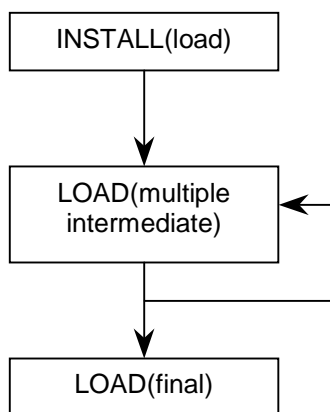 INSTALL(load)
LOAD(multiple
intermediate)
LOAD(final)